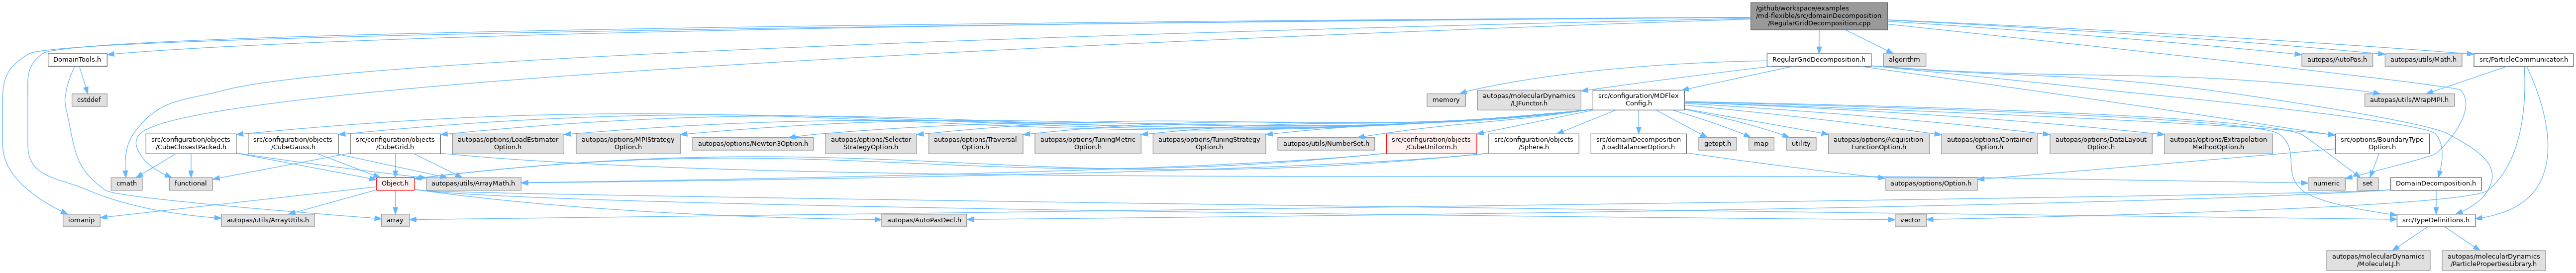 /github/workspace/examples
/md-flexible/src/domainDecomposition
/RegularGridDecomposition.cpp
DomainTools.h
RegularGridDecomposition.h
algorithm
autopas/AutoPas.h
autopas/utils/Math.h
src/ParticleCommunicator.h
cstddef
memory
autopas/molecularDynamics
/LJFunctor.h
src/configuration/MDFlex
Config.h
autopas/utils/WrapMPI.h
src/configuration/objects
/CubeClosestPacked.h
src/configuration/objects
/CubeGauss.h
src/configuration/objects
/CubeGrid.h
autopas/options/LoadEstimator
Option.h
autopas/options/MPIStrategy
Option.h
autopas/options/Newton3Option.h
autopas/options/Selector
StrategyOption.h
autopas/options/Traversal
Option.h
autopas/options/TuningMetric
Option.h
autopas/options/TuningStrategy
Option.h
autopas/utils/NumberSet.h
src/configuration/objects
/CubeUniform.h
src/configuration/objects
/Sphere.h
src/domainDecomposition
/LoadBalancerOption.h
getopt.h
map
utility
autopas/options/Acquisition
FunctionOption.h
autopas/options/Container
Option.h
autopas/options/DataLayout
Option.h
autopas/options/Extrapolation
MethodOption.h
src/options/BoundaryType
Option.h
cmath
functional
Object.h
autopas/utils/ArrayMath.h
autopas/options/Option.h
numeric
set
DomainDecomposition.h
iomanip
autopas/utils/ArrayUtils.h
array
autopas/AutoPasDecl.h
vector
src/TypeDefinitions.h
autopas/molecularDynamics
/MoleculeLJ.h
autopas/molecularDynamics
/ParticlePropertiesLibrary.h